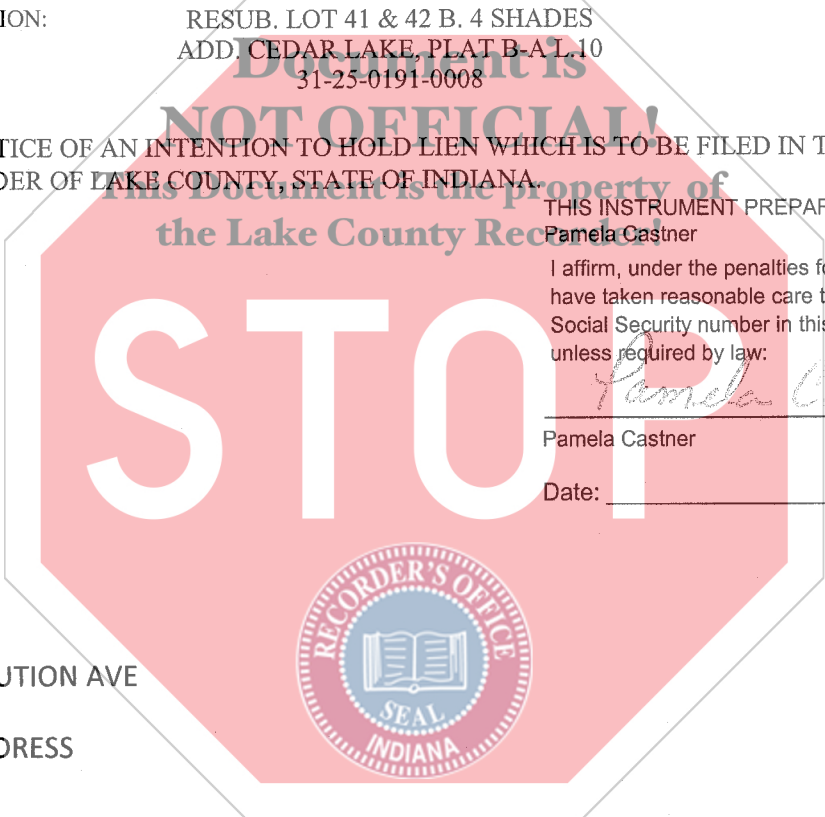 ION:
RESUB. LOT 41 & 42 B. 4 SHADES
ADD. CEDAR LAKE, PLAT B-A L.10
31-25-0191-0008
Document is
NOT OFFICIAL!
This Document is the property of
the Lake County Recorder!
TICE OF AN INTENTION TO HOLD LIEN WHICH IS TO BE FILED IN T
DER OF LAKE COUNTY, STATE OF INDIANA.
THIS INSTRUMENT PREPAR
Pamela Castner
I affirm, under the penalties fo
have taken reasonable care t
Social Security number in this
unless required by law:
Pamela C
Pamela Castner
Date:
STOP
RECORDER'S OFFICE
SEAL
INDIANA
UTION AVE
DRESS